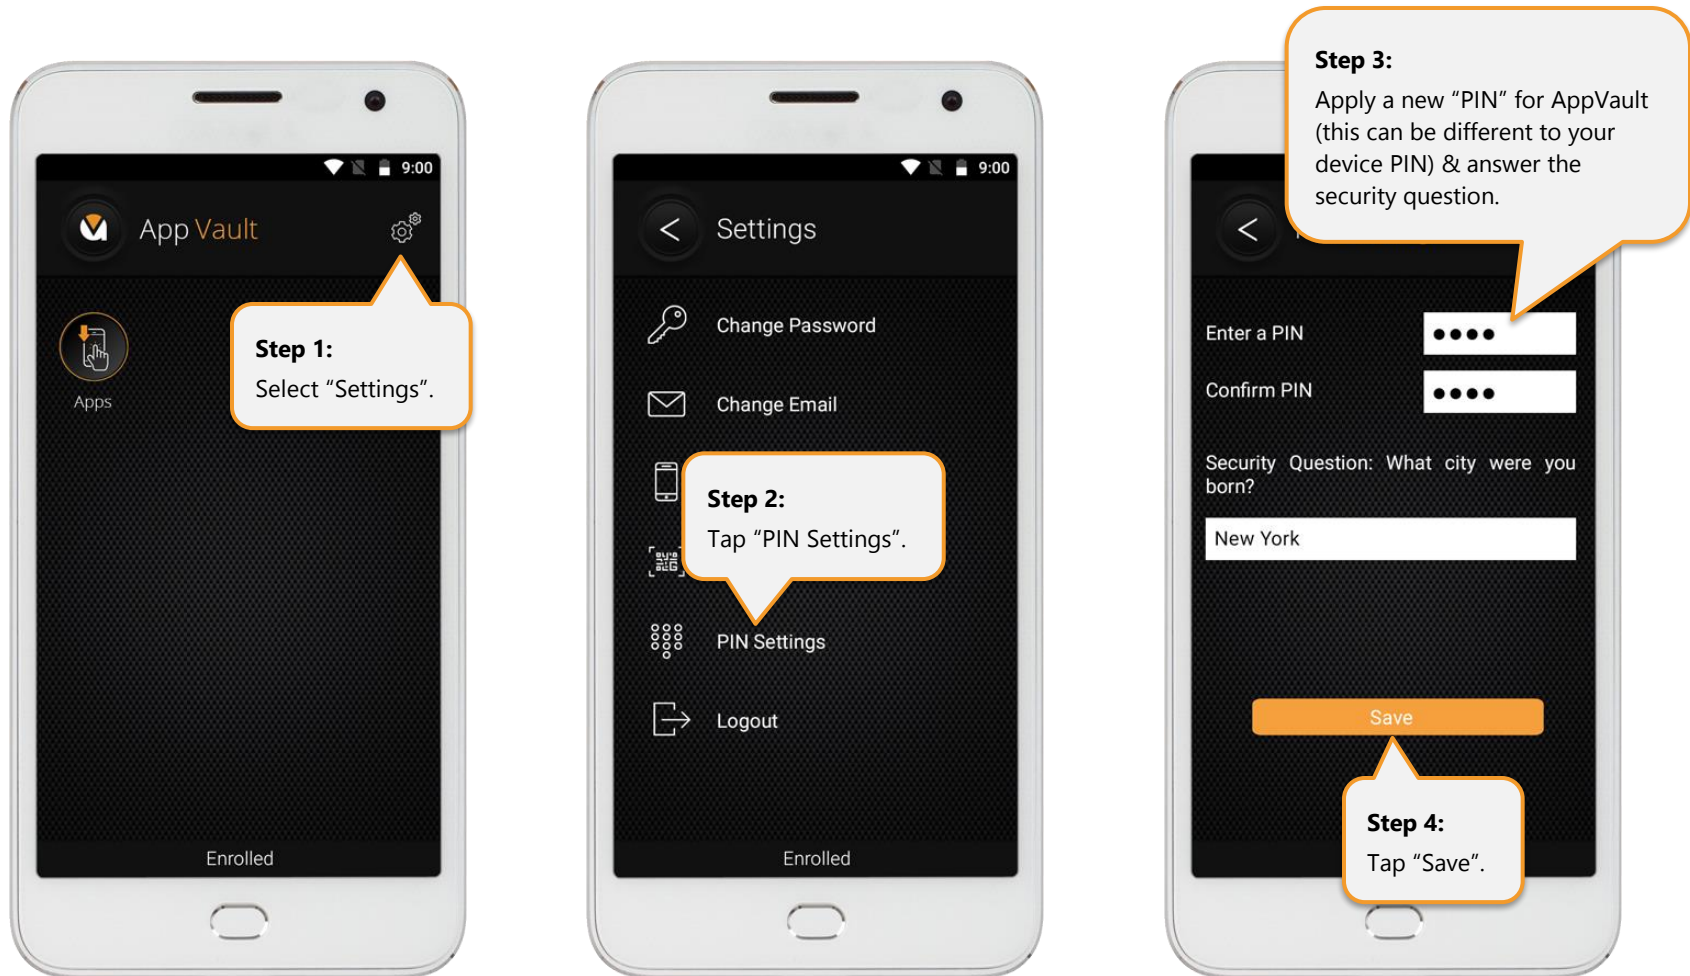 9:00
App Vault
Apps
Step 1:
Select “Settings”.
Enrolled
9:00
Settings
Change Password
Change Email
Step 2:
Tap “PIN Settings”.
PIN Settings
Logout
Enrolled
Step 3:
Apply a new “PIN” for AppVault
(this can be different to your
device PIN) & answer the
security question.
Enter a PIN
Confirm PIN
Security Question: What city were you
born?
New York
Save
Step 4:
Tap “Save”.